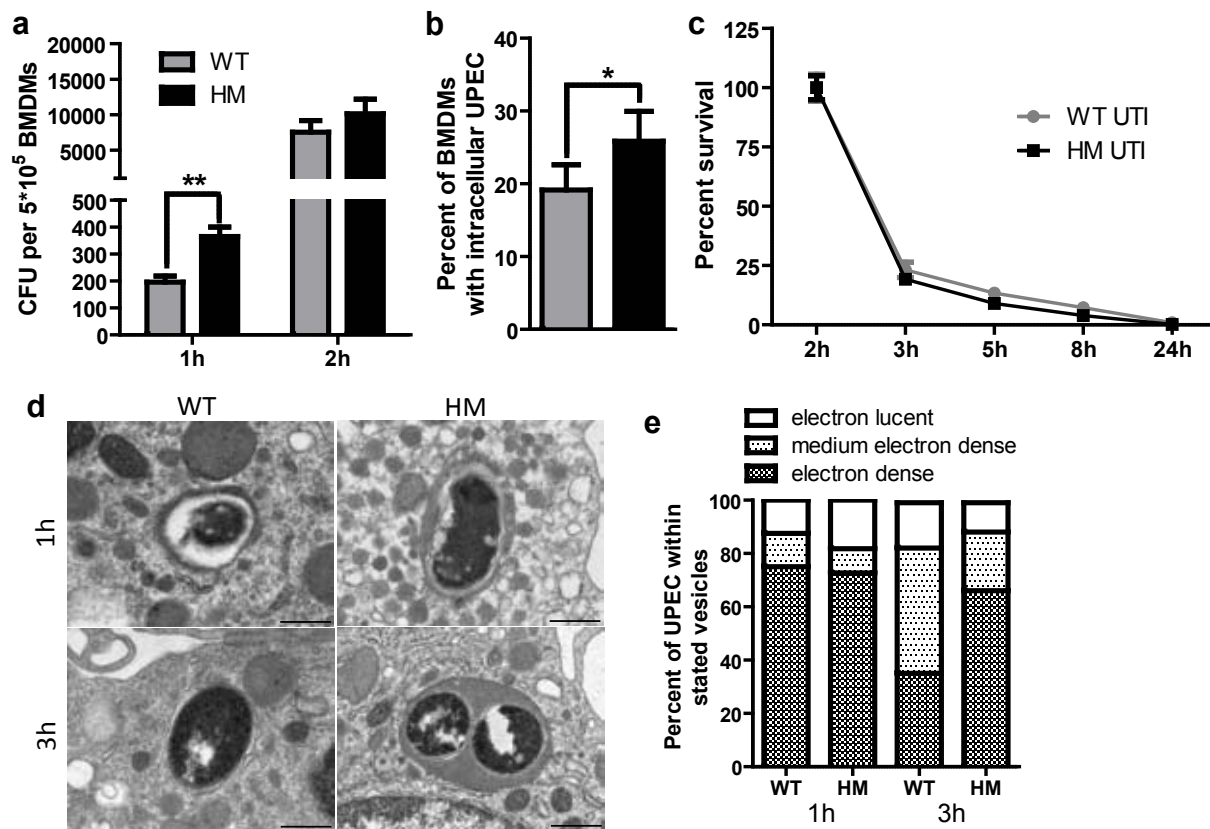 a
20000
15000
10000
5000
500
400
300
200
100
0
CFU per 5*10⁵ BMDMs
WT
HM
**
1h
2h
b
40
30
20
10
0
Percent of BMDMs
with intracellular UPEC
*
c
125
100
75
50
25
0
Percent survival
WT UTI
HM UTI
2h
3h
5h
8h
24h
d
WT
HM
1h
3h
e
electron lucent
medium electron dense
electron dense
100
80
60
40
20
0
Percent of UPEC within
stated vesicles
WT
HM
WT
HM
1h
3h